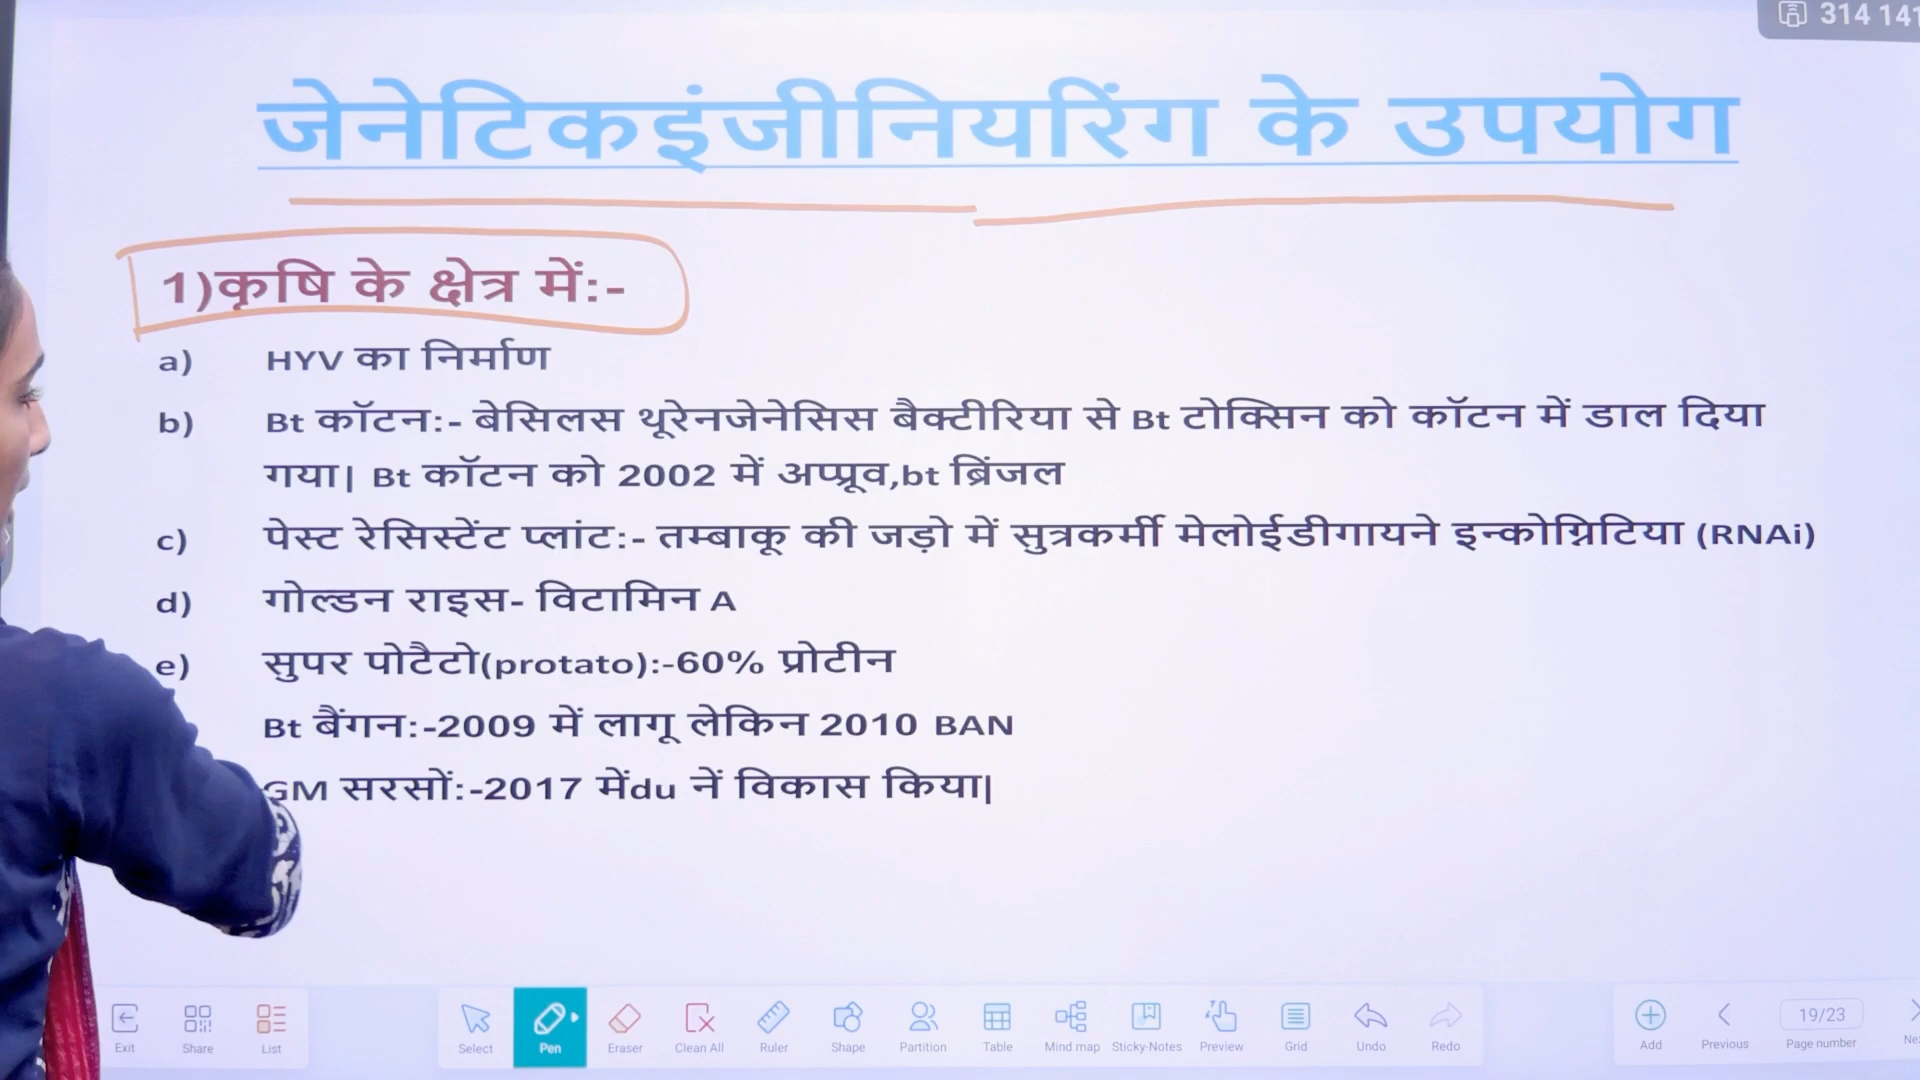 314 141
जेनेटिकइंजीनियरिंग के उपयोग
1)कृषि के क्षेत्र में:-
a) HYV का निर्माण
b) Bt कॉटन:- बेसिलस थूरेनजेनेसिस बैक्टीरिया से Bt टोक्सिन को कॉटन में डाल दिया
गया| Bt कॉटन को 2002 में अप्प्रूव,bt ब्रिंजल
c) पेस्ट रेसिस्टेंट प्लांट:- तम्बाकू की जड़ो में सुत्रकर्मी मेलोईडीगायने इन्कोग्निटिया (RNAi)
d) गोल्डन राइस- विटामिन A
e) सुपर पोटैटो(protato):-60% प्रोटीन
Bt बैंगन:-2009 में लागू लेकिन 2010 BAN
GM सरसों:-2017 मेंdu नें विकास किया|
Exit Share List Select Pen Eraser Clean All Ruler Shape Partition Table Mind map Sticky-Notes Preview Grid Undo Redo Add Previous 19/23 Page number